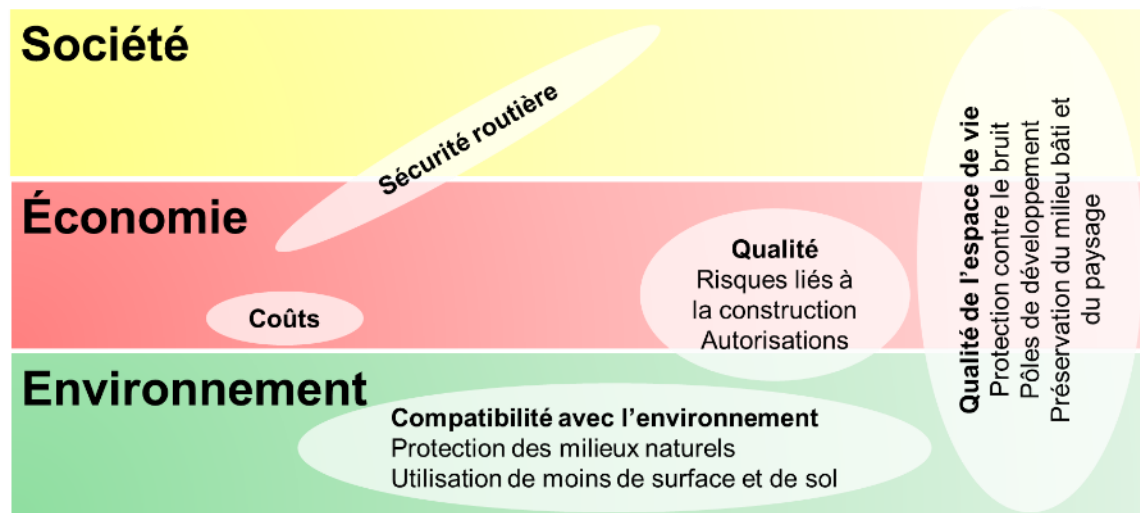 Société
Sécurité routière
Économie
Coûts
Qualité
Risques liés à
la construction
Autorisations
Qualité de l’espace de vie
Protection contre le bruit
Pôles de développement
Préservation du milieu bâti et
du paysage
Environnement
Compatibilité avec l’environnement
Protection des milieux naturels
Utilisation de moins de surface et de sol